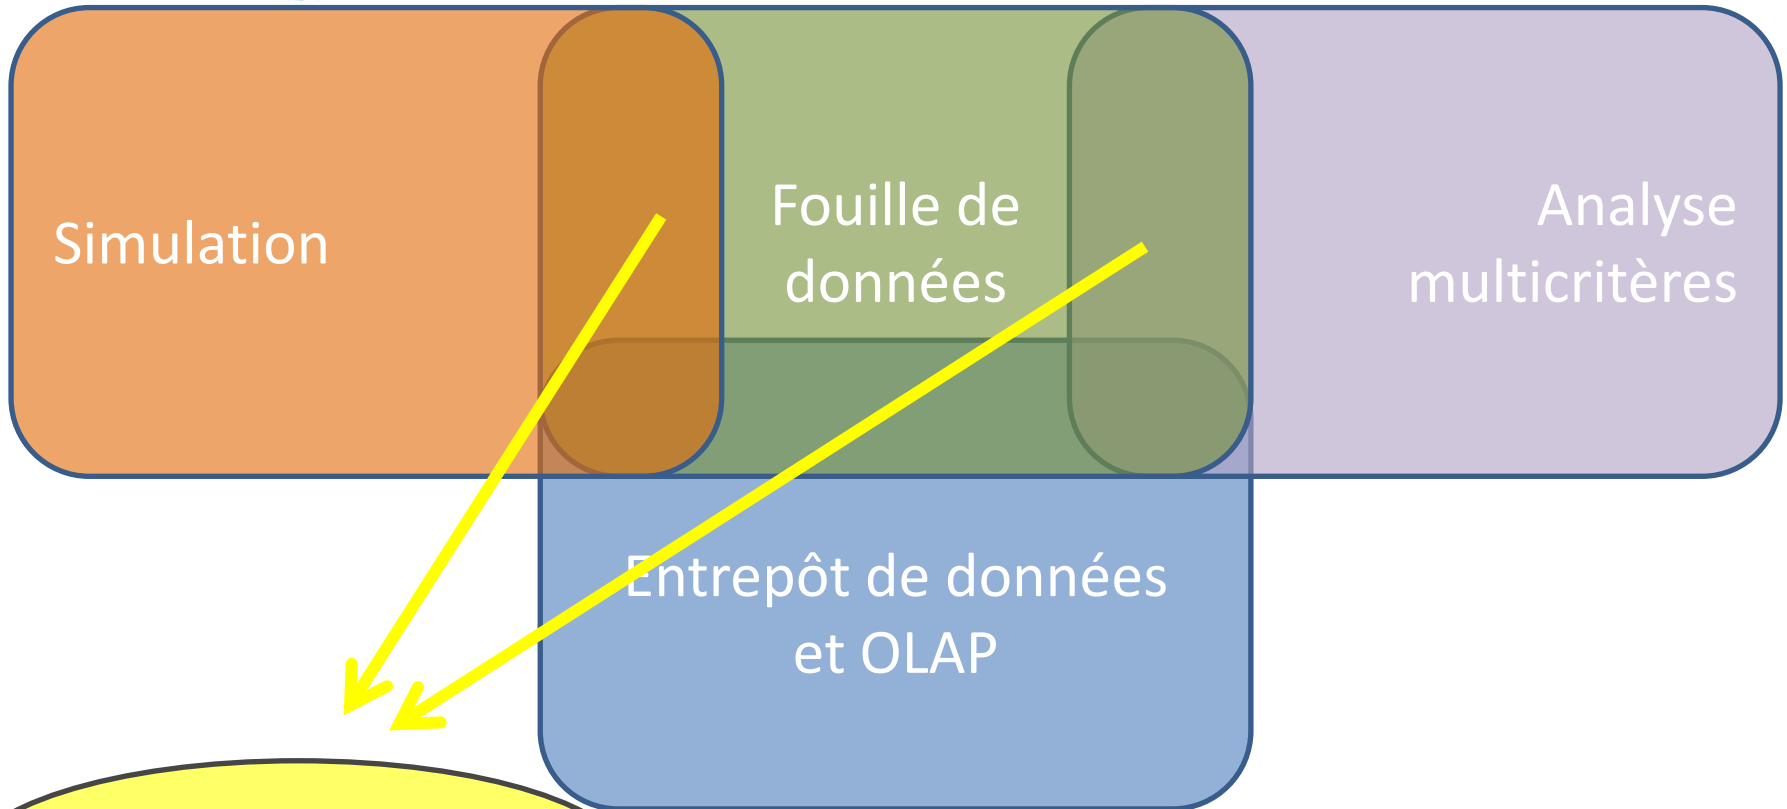 Simulation
Fouille de
données
Analyse
multicritères
Entrepôt de données
et OLAP